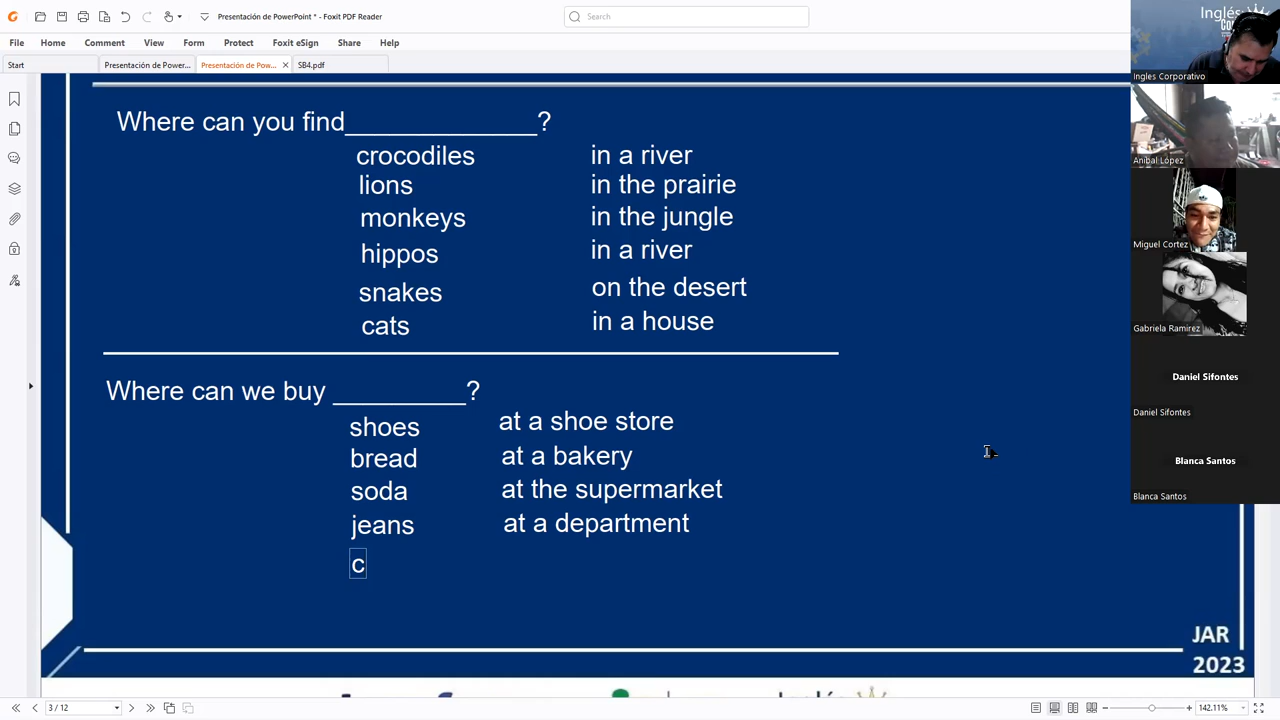 Presentación de PowerPoint * - Foxit PDF Reader
Search
File Home Comment View Form Protect Foxit eSign Share Help
Start
Presentación de Power...
Presentación de Pow...
SB4.pdf
Where can you find______________?
crocodiles in a river
lions in the prairie
monkeys in the jungle
hippos in a river
snakes on the desert
cats in a house
Where can we buy _________?
shoes at a shoe store
bread at a bakery
soda at the supermarket
jeans at a department
c
JAR
2023
Inglés
Ingles Corporativo
Anibal López
Miguel Cortez
Gabriela Ramirez
Daniel Sifontes
Daniel Sifontes
Blanca Santos
Blanca Santos
3 / 12
142.11%